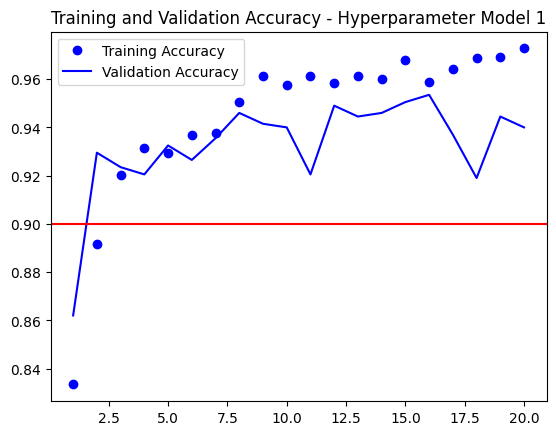 Training and Validation Accuracy - Hyperparameter Model 1
Training Accuracy
Validation Accuracy
0.96
0.94
0.92
0.90
0.88
0.86
0.84
2.5 5.0 7.5 10.0 12.5 15.0 17.5 20.0